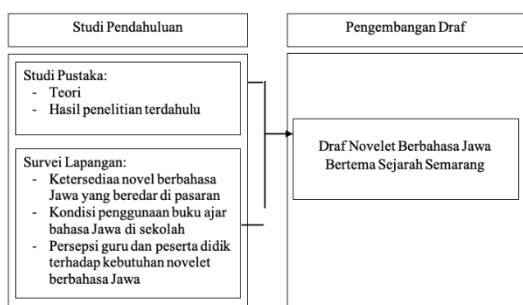 Studi Pendahuluan
Studi Pustaka:
- Teori
- Hasil penelitian terdahulu
Survei Lapangan:
- Ketersediaa novel berbahasa
Jawa yang beredar di pasaran
- Kondisi penggunaan buku ajar
bahasa Jawa di sekolah
- Persepsi guru dan peserta didik
terhadap kebutuhan novelet
berbahasa Jawa
Pengembangan Draf
Draf Novelet Berbahasa Jawa
Bertema Sejarah Semarang